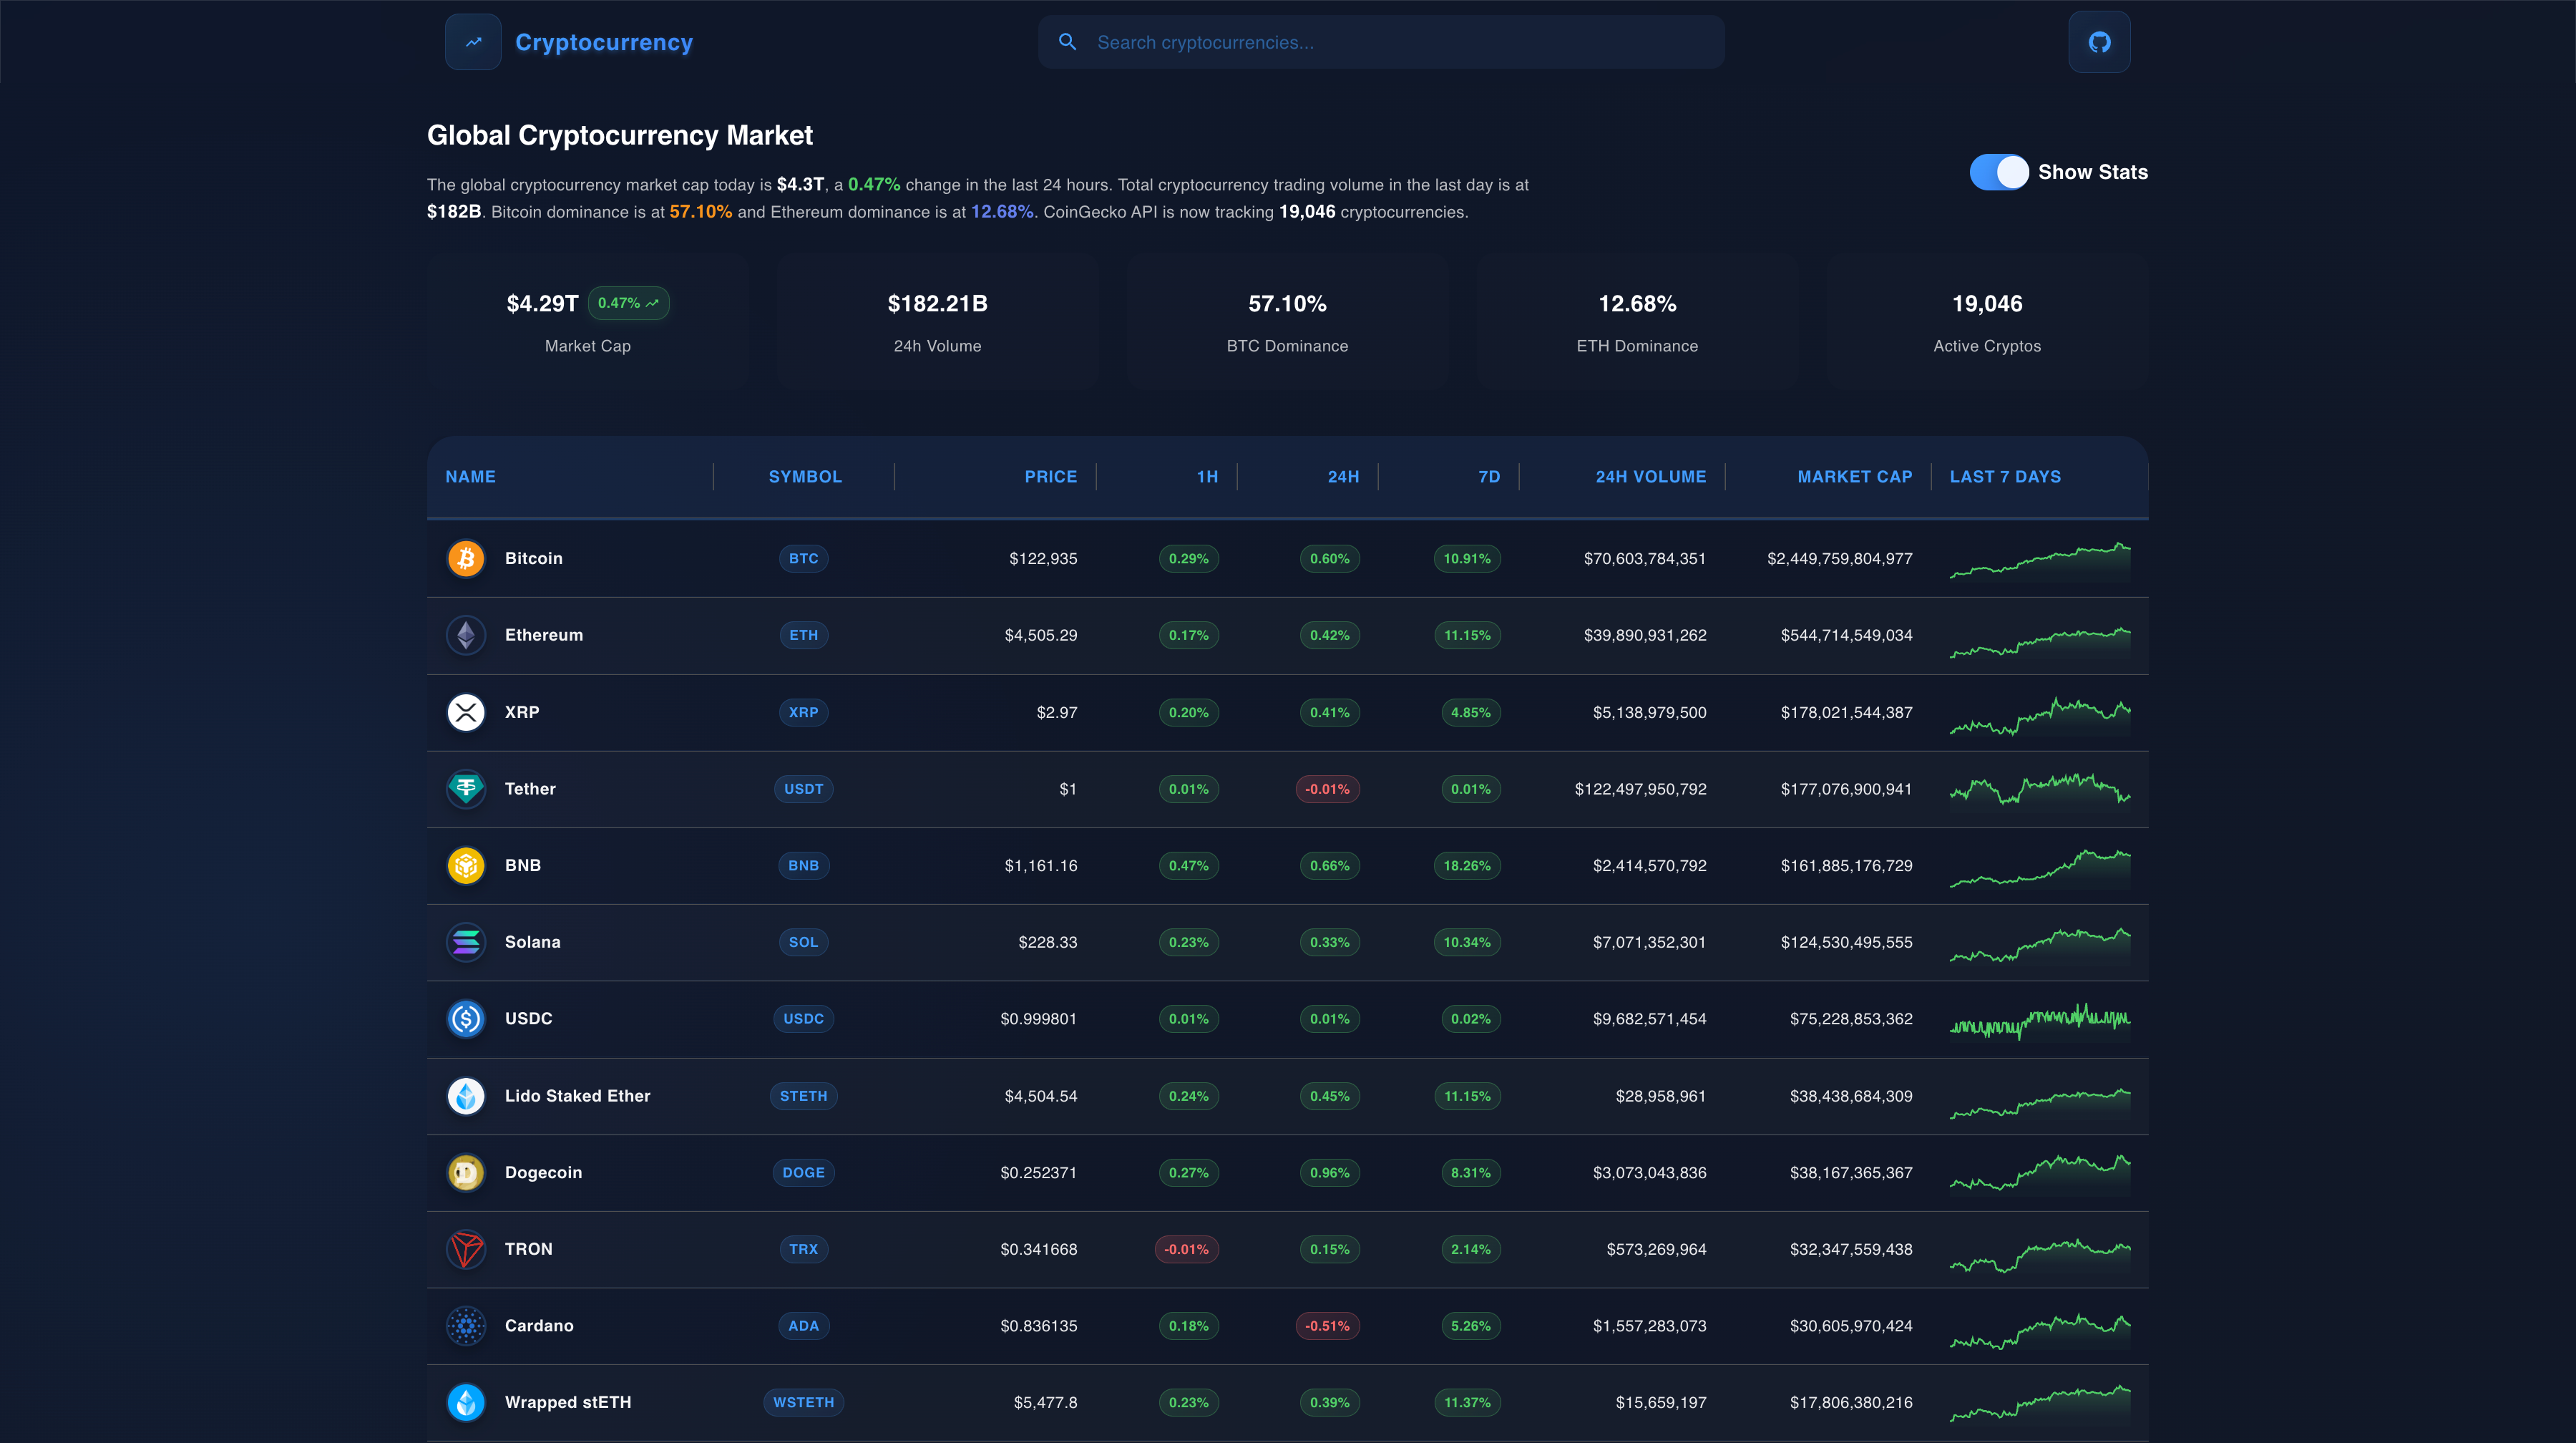 Cryptocurrency
Search cryptocurrencies...
Global Cryptocurrency Market
The global cryptocurrency market cap today is $4.3T, a 0.47% change in the last 24 hours. Total cryptocurrency trading volume in the last day is at
$182B. Bitcoin dominance is at 57.10% and Ethereum dominance is at 12.68%. CoinGecko API is now tracking 19,046 cryptocurrencies.
Show Stats
$4.29T 0.47%
Market Cap
$182.21B
24h Volume
57.10%
BTC Dominance
12.68%
ETH Dominance
19,046
Active Cryptos
NAME SYMBOL PRICE 1H 24H 7D 24H VOLUME MARKET CAP LAST 7 DAYS
Bitcoin BTC $122,935 0.29% 0.60% 10.91% $70,603,784,351 $2,449,759,804,977
Ethereum ETH $4,505.29 0.17% 0.42% 11.15% $39,890,931,262 $544,714,549,034
XRP XRP $2.97 0.20% 0.41% 4.85% $5,138,979,500 $178,021,544,387
Tether USDT $1 0.01% -0.01% 0.01% $122,497,950,792 $177,076,900,941
BNB BNB $1,161.16 0.47% 0.66% 18.26% $2,414,570,792 $161,885,176,729
Solana SOL $228.33 0.23% 0.33% 10.34% $7,071,352,301 $124,530,495,555
USDC USDC $0.999801 0.01% 0.01% 0.02% $9,682,571,454 $75,228,853,362
Lido Staked Ether STETH $4,504.54 0.24% 0.45% 11.15% $28,958,961 $38,438,684,309
Dogecoin DOGE $0.252371 0.27% 0.96% 8.31% $3,073,043,836 $38,167,365,367
TRON TRX $0.341668 -0.01% 0.15% 2.14% $573,269,964 $32,347,559,438
Cardano ADA $0.836135 0.18% -0.51% 5.26% $1,557,283,073 $30,605,970,424
Wrapped stETH WSTETH $5,477.8 0.23% 0.39% 11.37% $15,659,197 $17,806,380,216